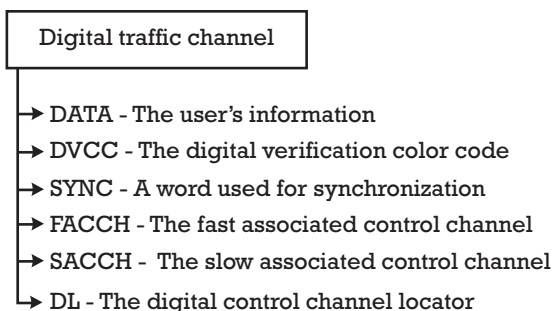 Digital traffic channel
DATA - The user's information
DVCC - The digital verification color code
SYNC - A word used for synchronization
FACCH - The fast associated control channel
SACCH - The slow associated control channel
DL - The digital control channel locator